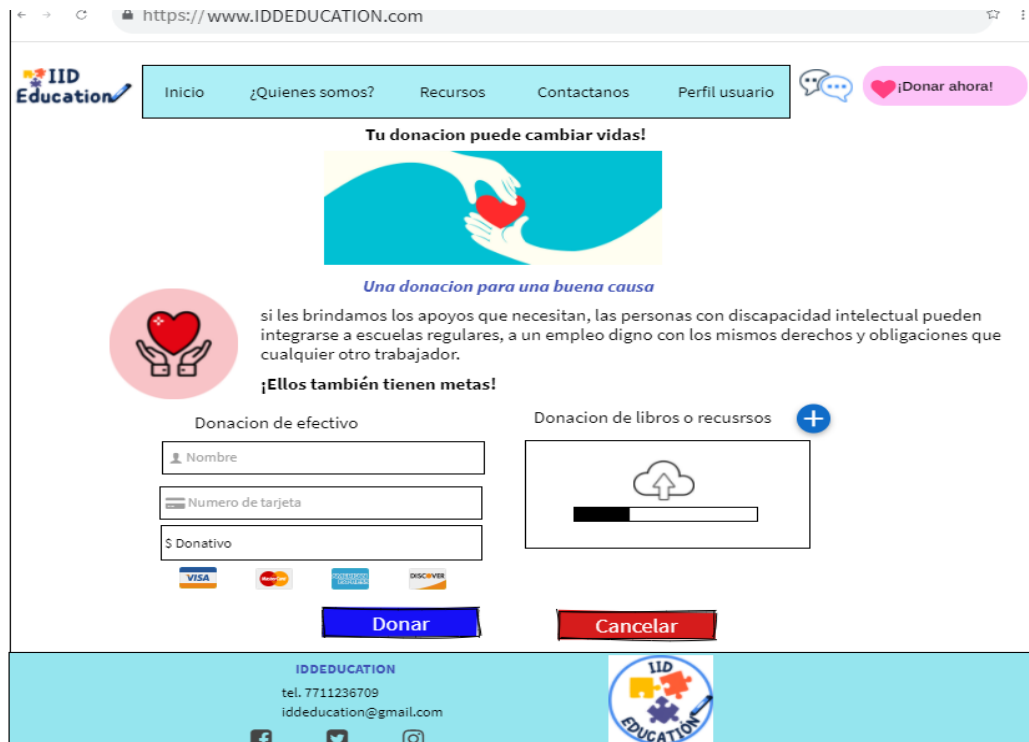 https://www.IDDEDUCATION.com
IID
Education
Inicio
¿Quienes somos?
Recursos
Contactanos
Perfil usuario
¡Donar ahora!
Tu donacion puede cambiar vidas!
Una donacion para una buena causa
si les brindamos los apoyos que necesitan, las personas con discapacidad intelectual pueden
integrarse a escuelas regulares, a un empleo digno con los mismos derechos y obligaciones que
cualquier otro trabajador.
¡Ellos también tienen metas!
Donacion de efectivo
Nombre
Numero de tarjeta
$ Donativo
VISA
MasterCard
DISCOVER
Donacion de libros o recusrsos
Donar
Cancelar
IDDEDUCATION
tel. 7711236709
iddeducation@gmail.com
IID
EDUCATIÓN